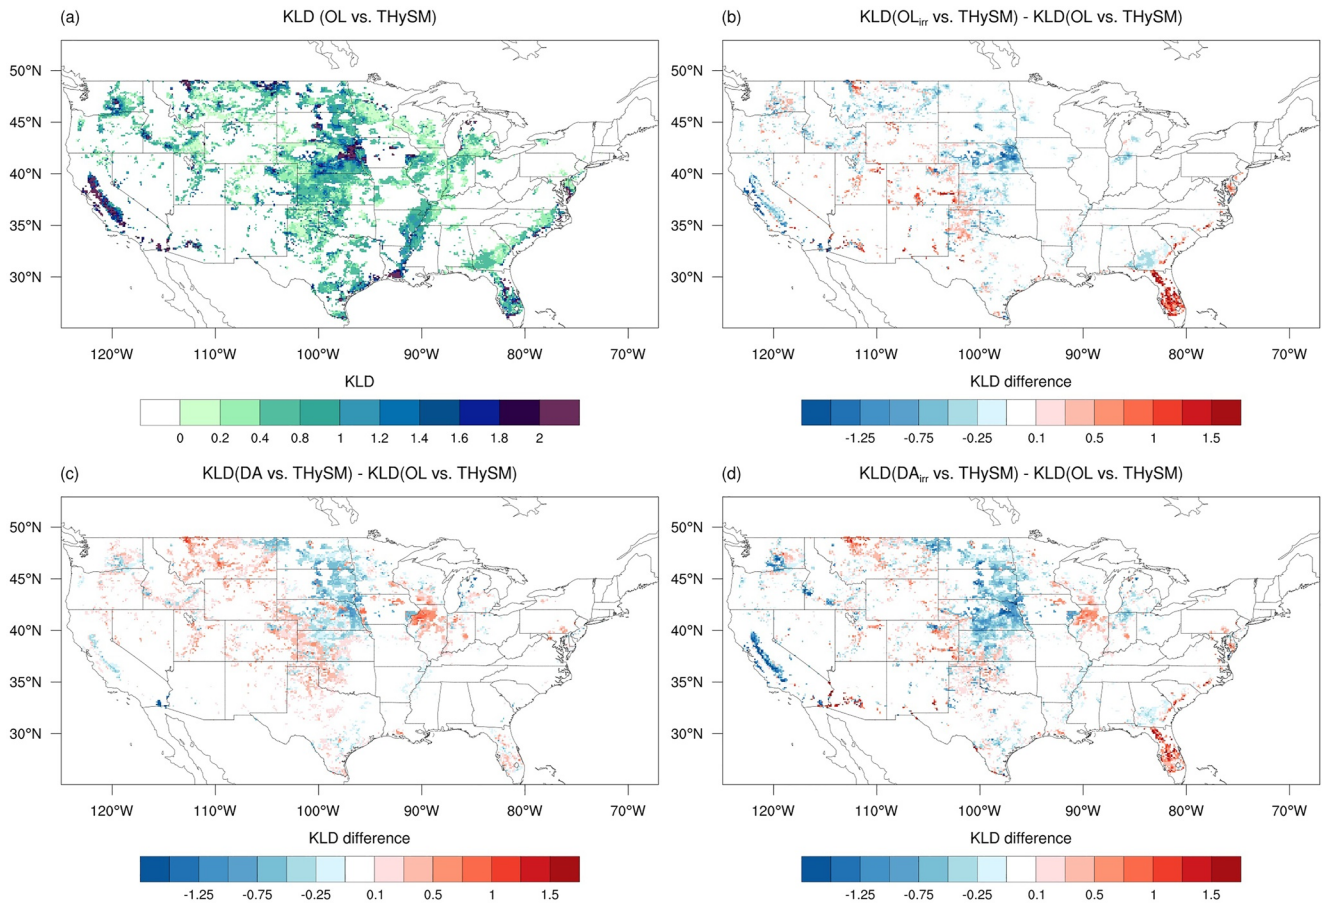 (a) KLD (OL vs. THySM)
50°N
45°N
40°N
35°N
30°N
120°W 110°W 100°W 90°W 80°W 70°W
KLD
0 0.2 0.4 0.8 1 1.2 1.4 1.6 1.8 2
(b) KLD(OLirr vs. THySM) - KLD(OL vs. THySM)
50°N
45°N
40°N
35°N
30°N
120°W 110°W 100°W 90°W 80°W 70°W
KLD difference
-1.25 -0.75 -0.25 0.1 0.5 1 1.5
(c) KLD(DA vs. THySM) - KLD(OL vs. THySM)
50°N
45°N
40°N
35°N
30°N
120°W 110°W 100°W 90°W 80°W 70°W
KLD difference
-1.25 -0.75 -0.25 0.1 0.5 1 1.5
(d) KLD(DAirr vs. THySM) - KLD(OL vs. THySM)
50°N
45°N
40°N
35°N
30°N
120°W 110°W 100°W 90°W 80°W 70°W
KLD difference
-1.25 -0.75 -0.25 0.1 0.5 1 1.5